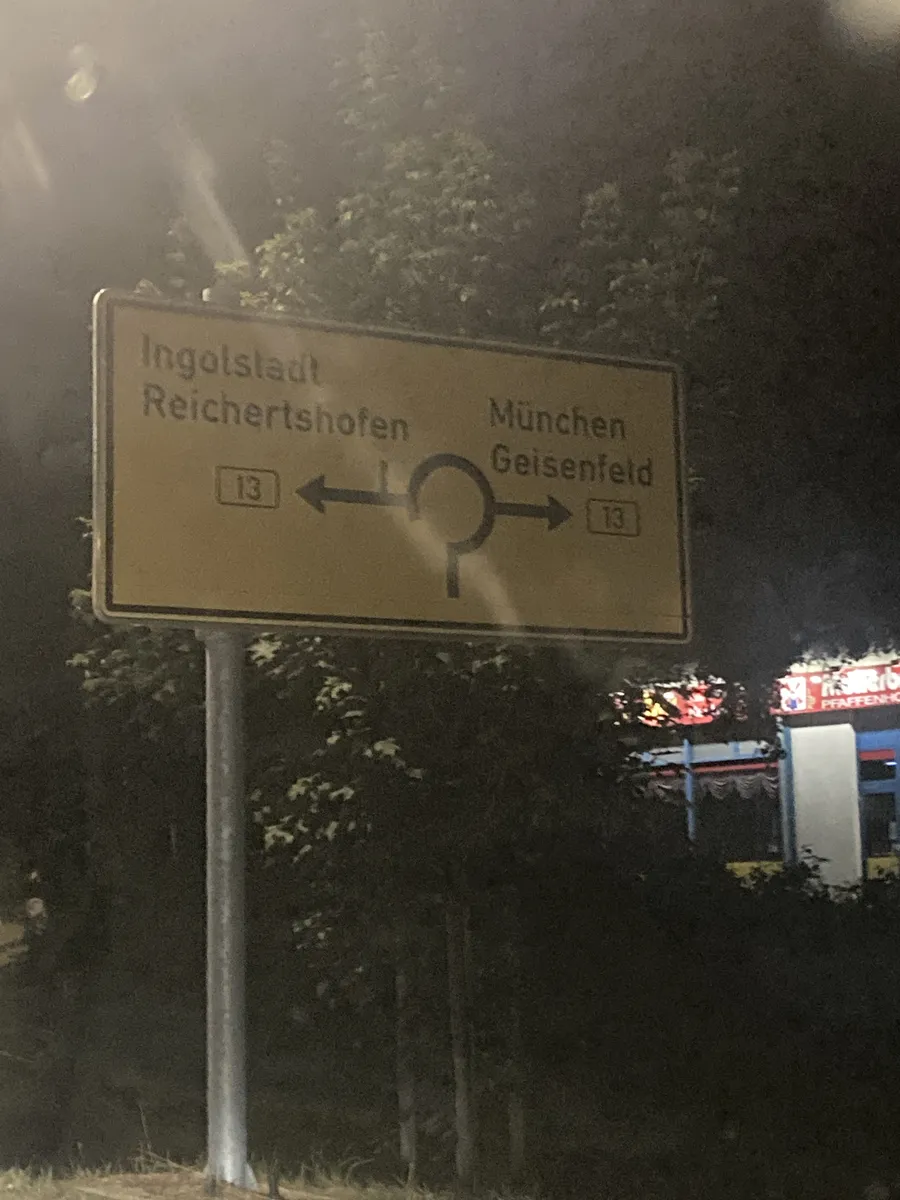 Ingolstadt
Reichertshofen
13
München
Geisenfeld
13